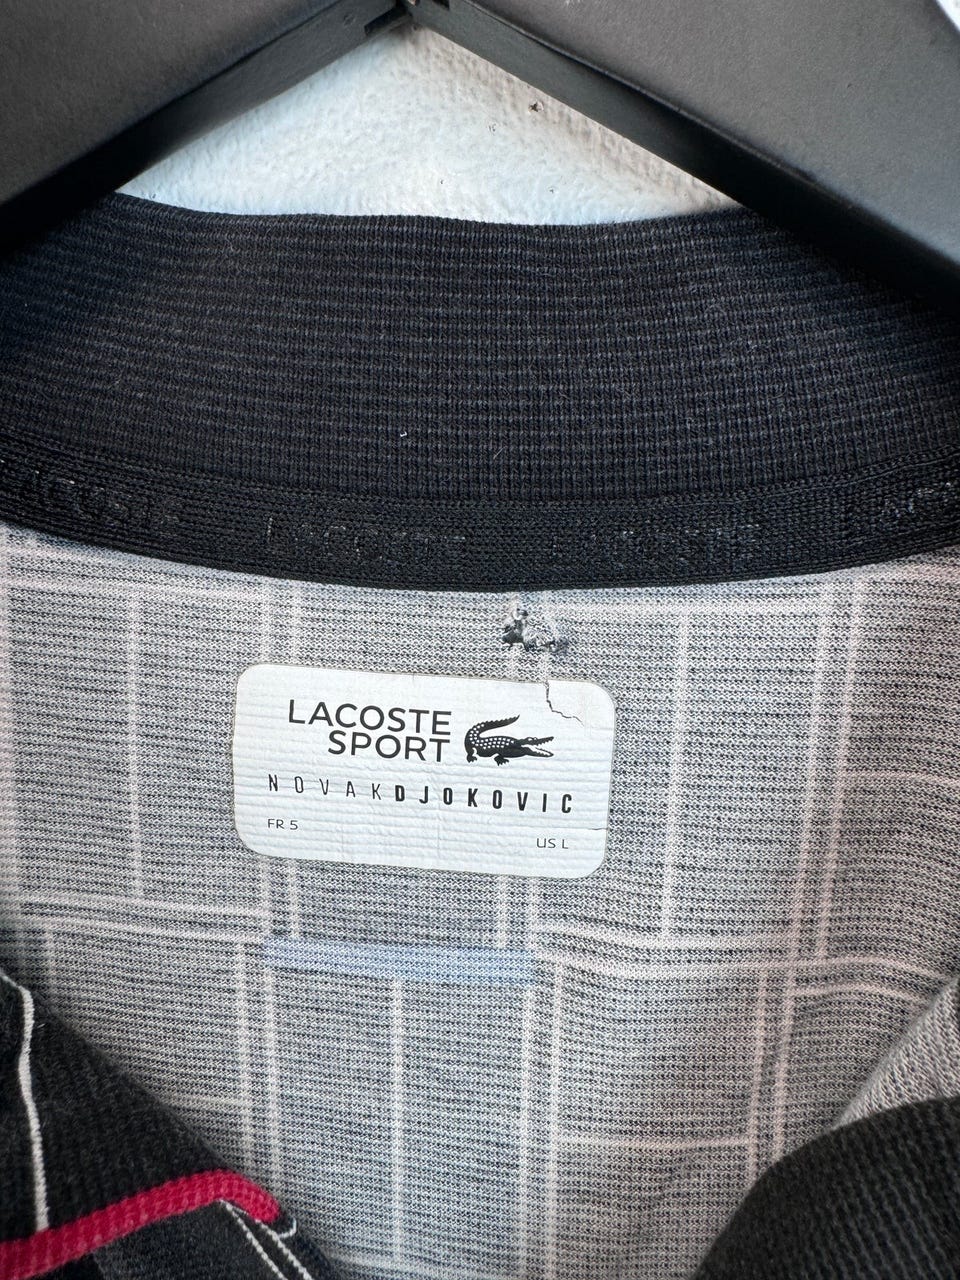 LACOSTE
SPORT
NOVAKDJOKOVIC
FR 5
US L